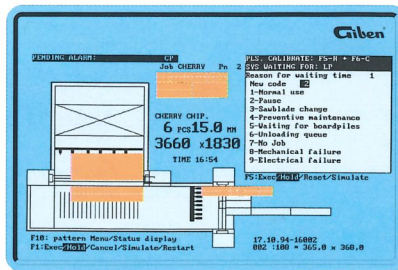 Giben
PENDING ALARM: CP
Job CHERRY Pn 2
PLS. CALIBRATE: F5-R + F6-C
SYS WAITING FOR: LP
Reason for waiting time 1
New code 2
1-Normal use
2-Pause
3-Sawblade change
4-Preventive maintenance
5-Waiting for boardpiles
6-Unloading queue
7-No Job
8-Mechanical failure
9-Electrical failure
F5:Exec/Hold/Reset/Simulate
CHERRY CHIP.
6 PCS 15.0 MM
3660 x1830
TIME 16:54
F10: pattern Menu/Status display
F1:Exec/Hold/Cancel/Simulate/Restart
17.10.94-16002
002 :100 * 365,0 x 360,0